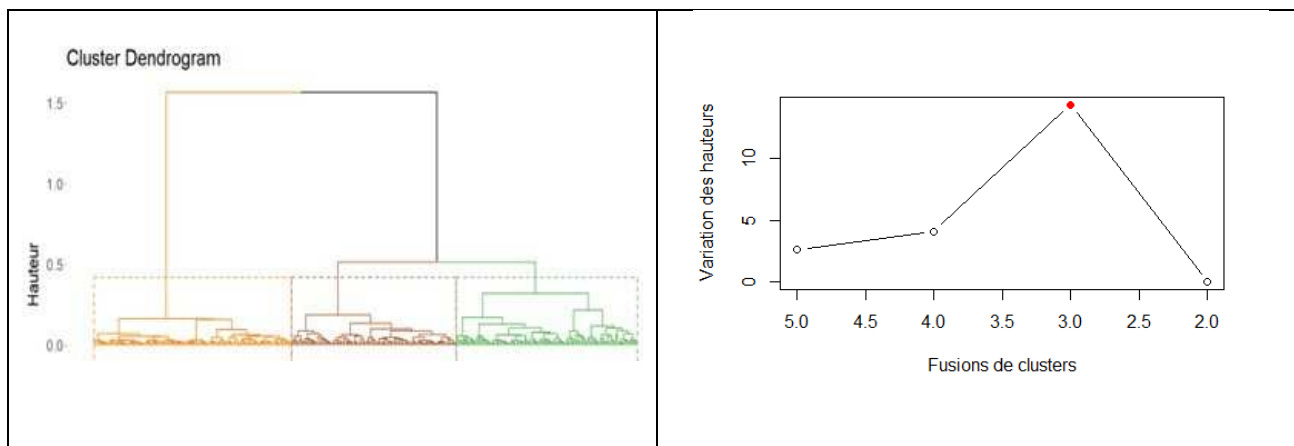 Cluster Dendrogram
1.5
1.0
0.5
0.0
Hauteur
Variation des hauteurs
10
5
0
5.0 4.5 4.0 3.5 3.0 2.5 2.0
Fusions de clusters